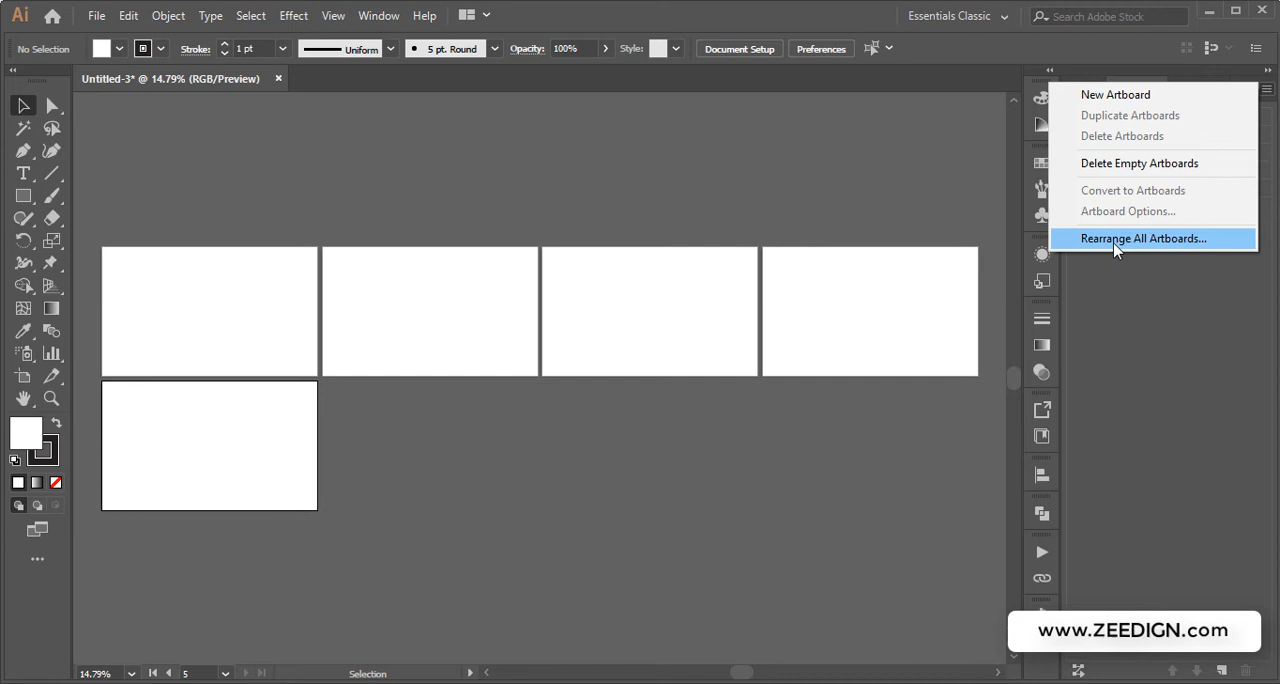 Ai File Edit Object Type Select Effect View Window Help Essentials Classic Search Adobe Stock
No Selection Stroke: 1 pt Uniform 5 pt. Round Opacity: 100% Style: Document Setup Preferences
Untitled-3* @ 14.79% (RGB/Preview)
New Artboard
Duplicate Artboards
Delete Artboards
Delete Empty Artboards
Convert to Artboards
Artboard Options...
Rearrange All Artboards...
www.ZEEDIGN.com
14.79% 5 Selection